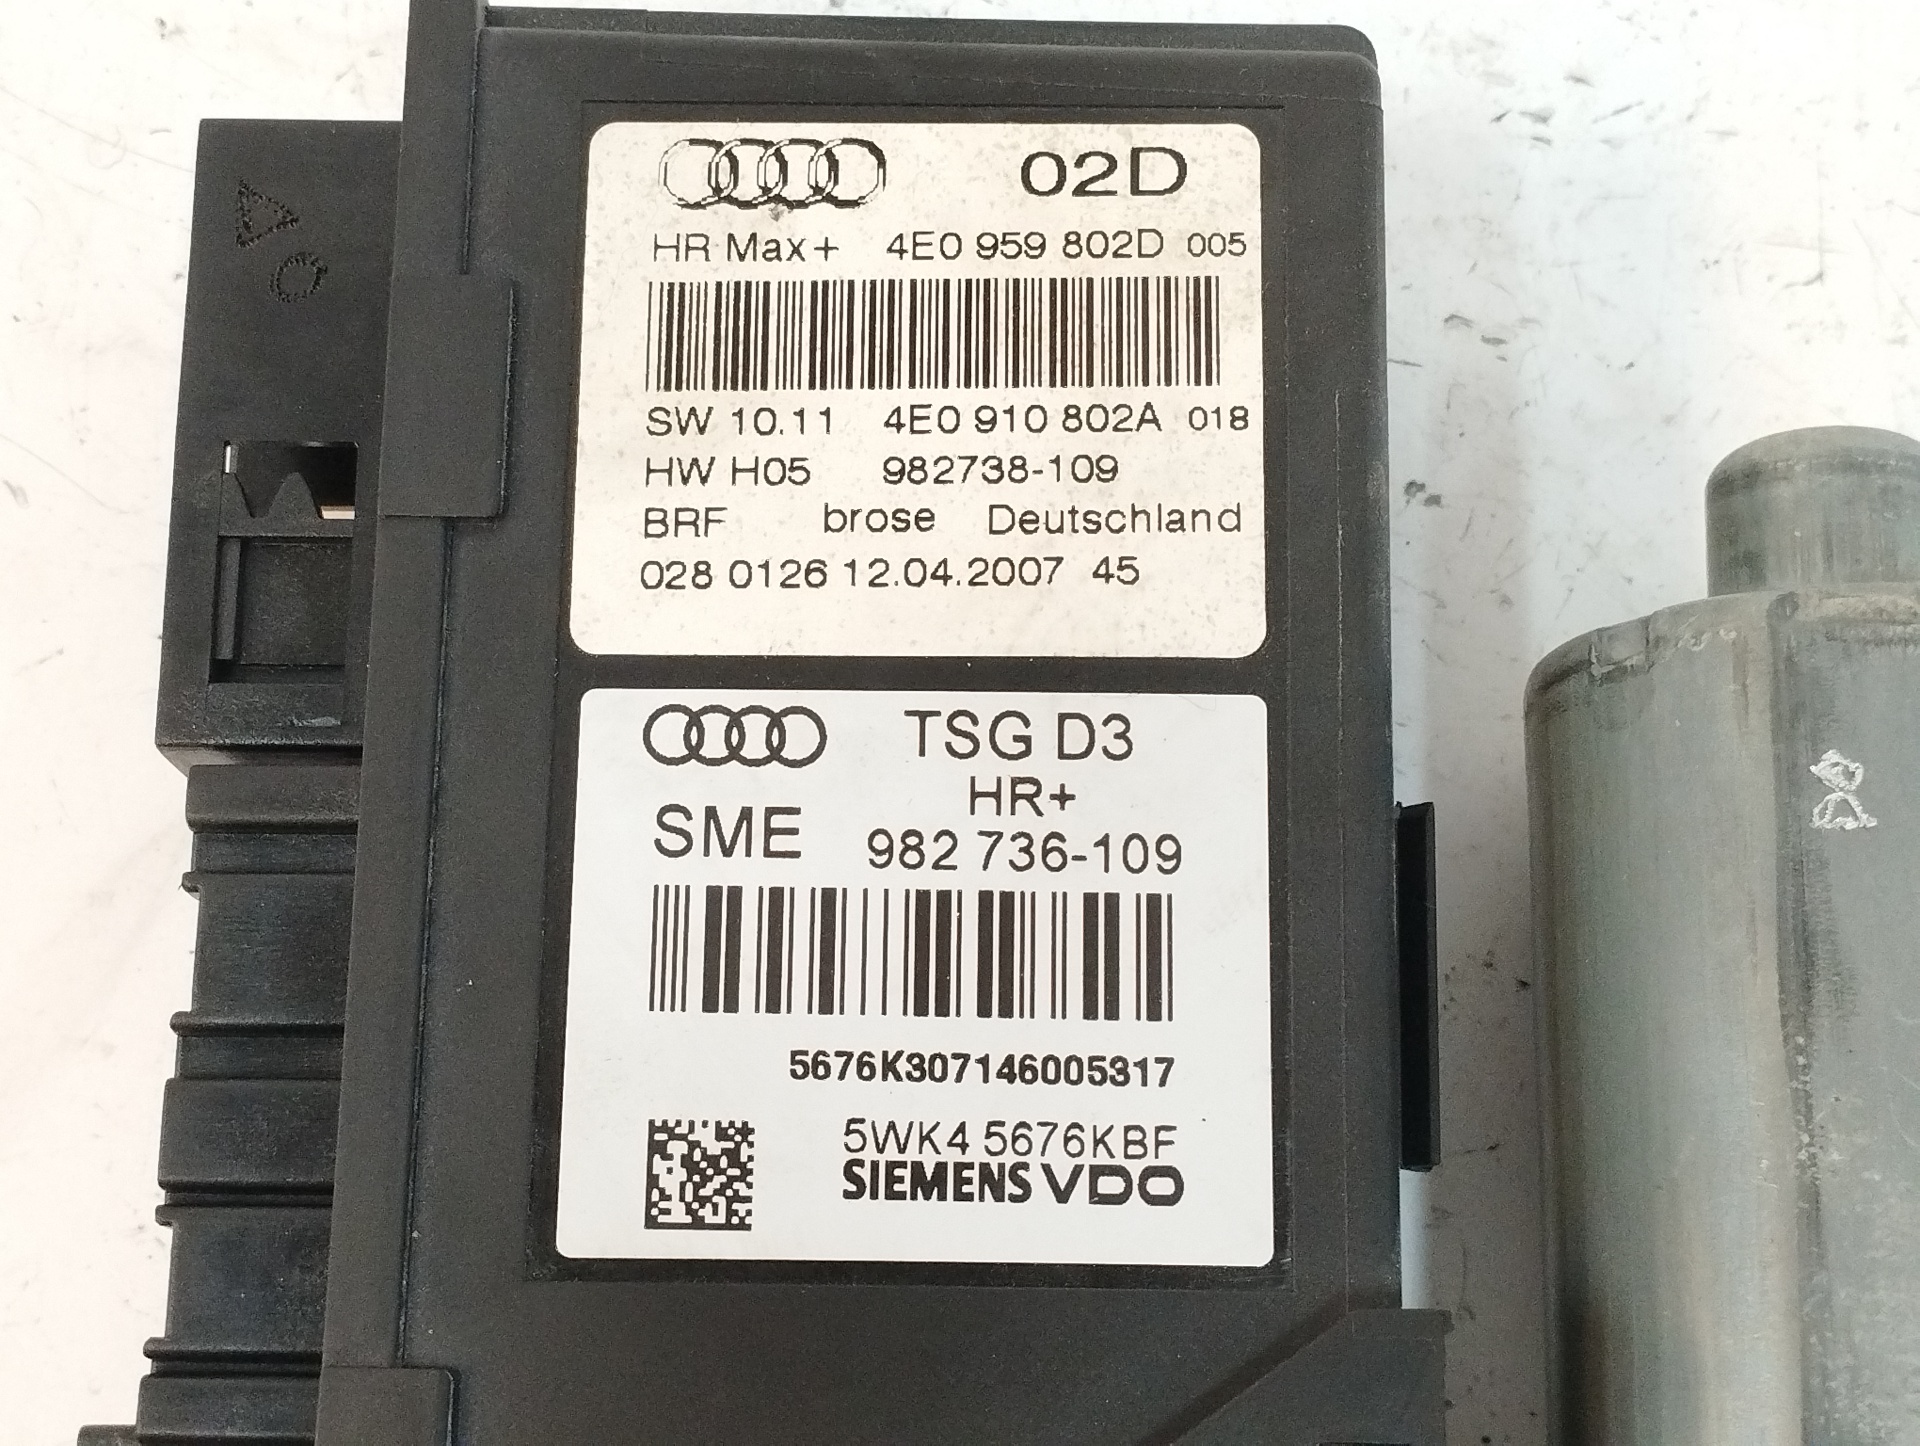 02D
HR Max+ 4E0 959 802D 005
SW 10.11 4E0 910 802A 018
HW H05 982738-109
BRF brose Deutschland
028 0126 12.04.2007 45
TSG D3
HR+
SME 982 736-109
5676K307146005317
5WK4 5676KBF
SIEMENS VDO